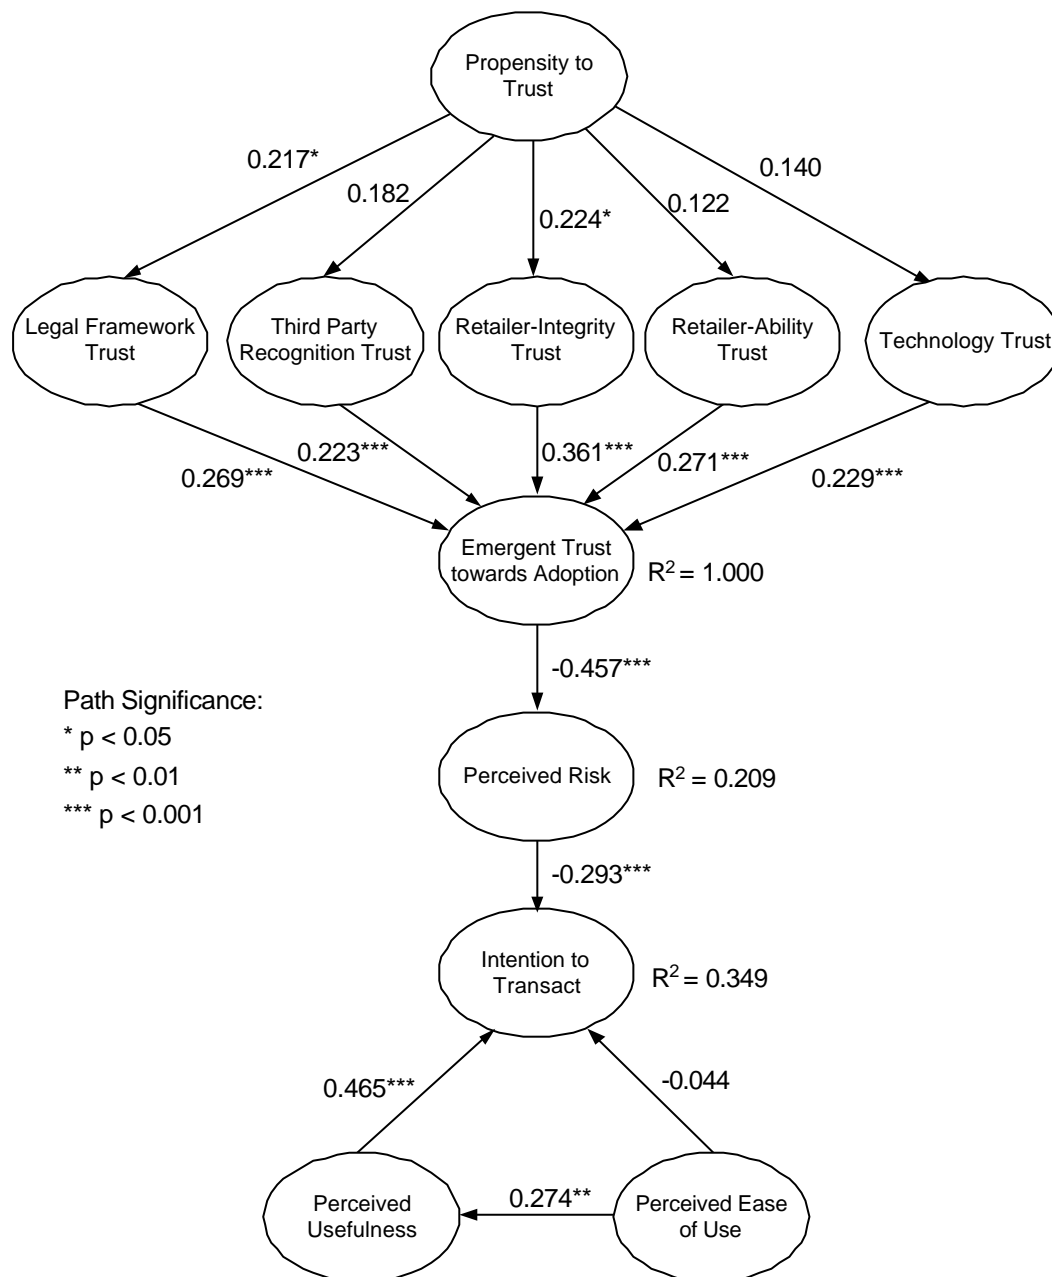 Propensity to
Trust
0.217*
0.182
0.224*
0.122
0.140
Legal Framework
Trust
Third Party
Recognition Trust
Retailer-Integrity
Trust
Retailer-Ability
Trust
Technology Trust
0.269***
0.223***
0.361***
0.271***
0.229***
Emergent Trust
towards Adoption
R² = 1.000
-0.457***
Path Significance:
* p < 0.05
** p < 0.01
*** p < 0.001
Perceived Risk
R² = 0.209
-0.293***
Intention to
Transact
R² = 0.349
0.465***
-0.044
Perceived
Usefulness
0.274**
Perceived Ease
of Use